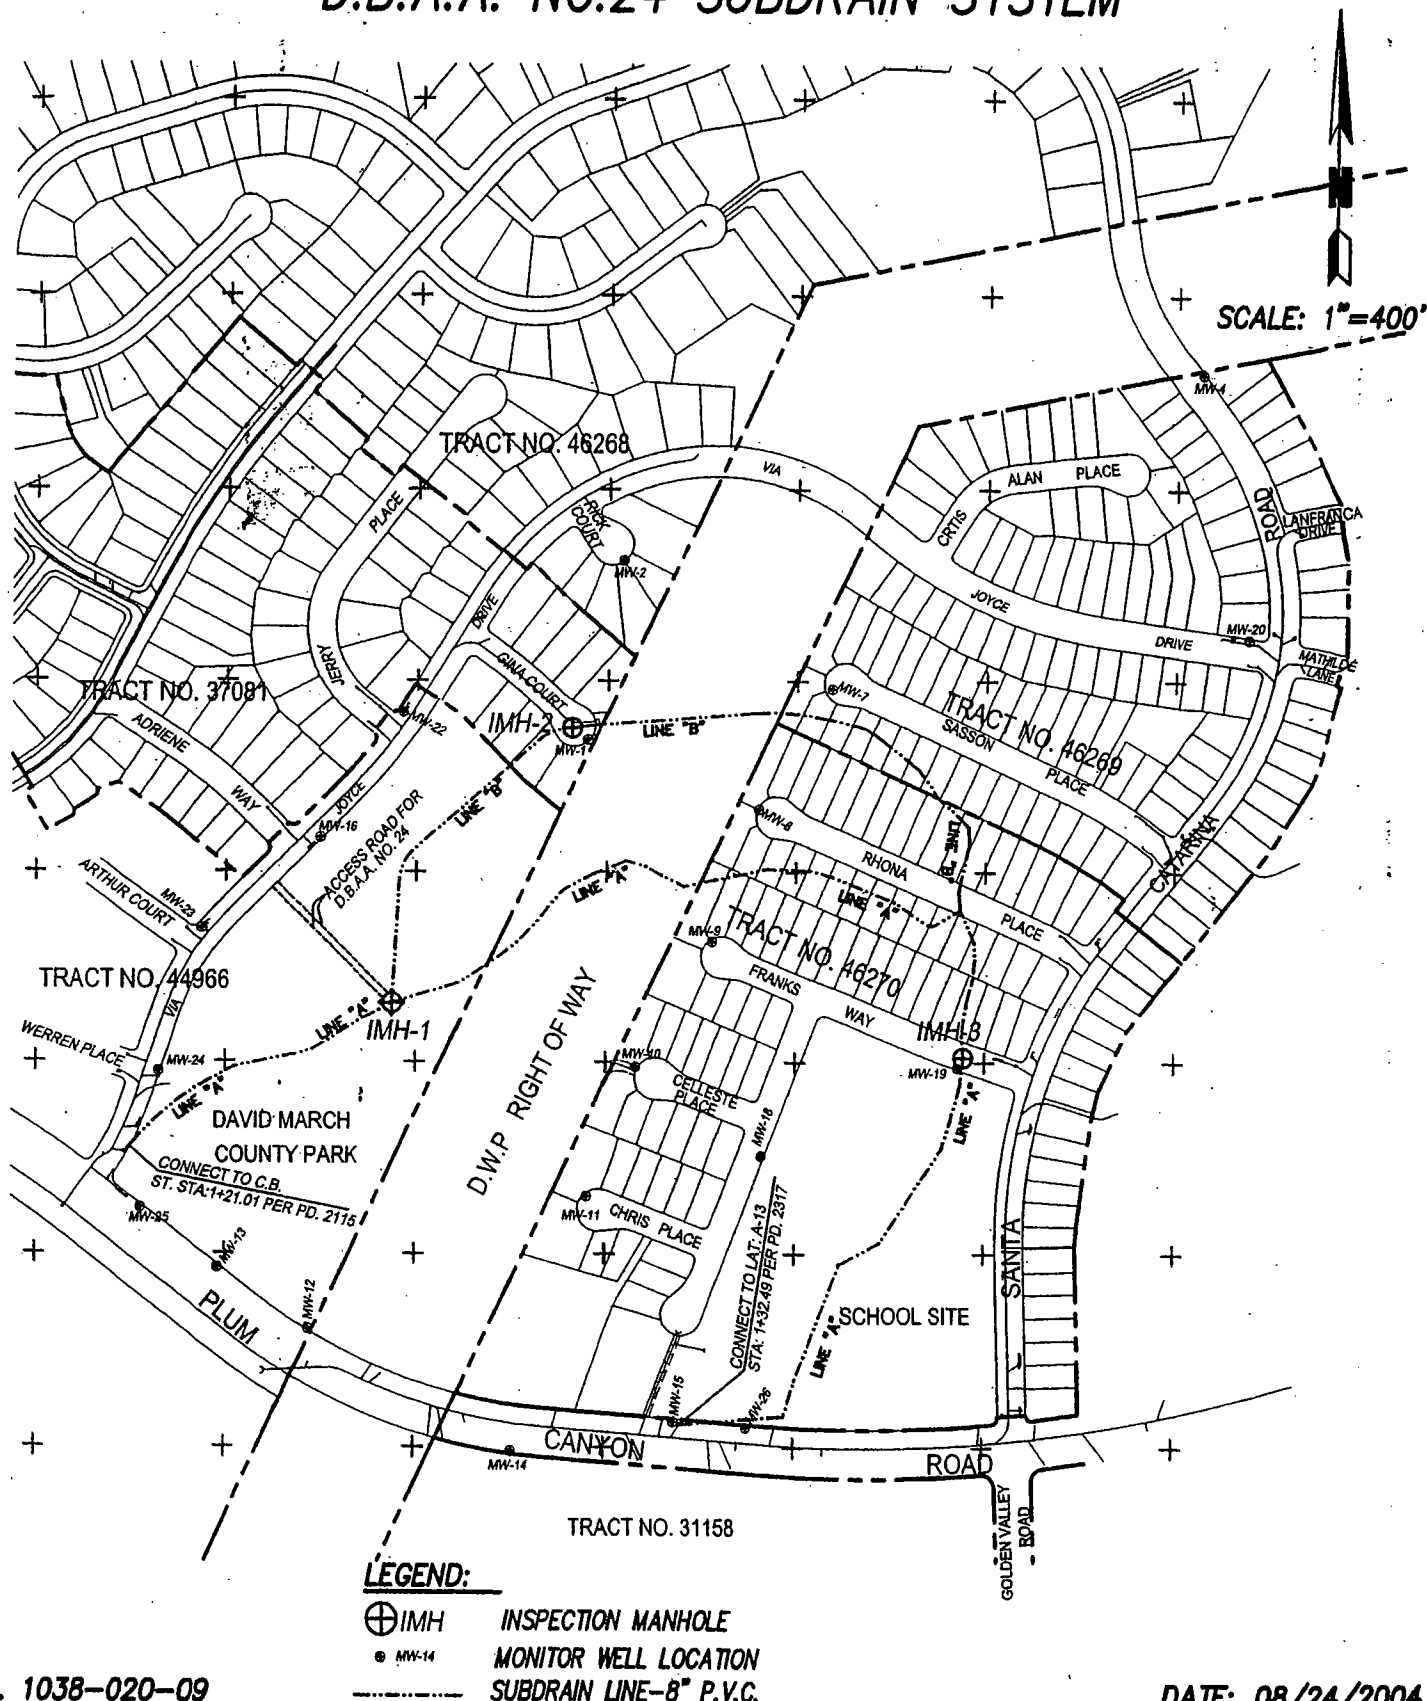 D.B.A.A. NO.24 SUBDRAIN SYSTEM
N
SCALE: 1"=400'
MW-4
TRACT NO. 46268
VIA
ALAN PLACE
CRTIS
ROAD
LANFRANCA
DRIVE
PLACE
RICK
COURT
MW-2
JOYCE
DRIVE
MW-20
MATHILDE
LANE
DRIVE
GINA COURT
JERRY
TRACT NO. 37081
MW-22
IMH-2
MW-1
LINE "B"
MW-7
TRACT NO. 46269
SASSON
PLACE
ADRIENE
WAY
JOYCE
MW-16
LINE "B"
ACCESS ROAD FOR
D.B.A.A. NO. 24
LINE "B"
RHONA
PLACE
CATARINA
ARTHUR COURT
MW-23
LINE "A"
LINE "A"
MW-9
TRACT NO. 46270
TRACT NO. 44966
VIA
FRANKS
WAY
LINE "A"
IMH-1
D.W.P. RIGHT OF WAY
IMH-3
WERREN PLACE
MW-24
MW-10
CELLESTE
PLACE
MW-19
LINE "A"
LINE "A"
DAVID MARCH
COUNTY PARK
MW-18
CONNECT TO C.B.
ST. STA:1+21.01 PER PD. 2115
MW-25
MW-11
CHRIS PLACE
CONNECT TO LAT: A-13
STA: 1+32.49 PER PD. 2317
MW-13
SANTA
MW-12
PLUM
LINE "A"
SCHOOL SITE
MW-15
MW-26
CANYON
MW-14
ROAD
GOLDEN VALLEY
ROAD
TRACT NO. 31158
LEGEND:
IMH INSPECTION MANHOLE
MW-14 MONITOR WELL LOCATION
SUBDRAIN LINE-8" P.V.C.
. 1038-020-09
DATE: 08/24/2004